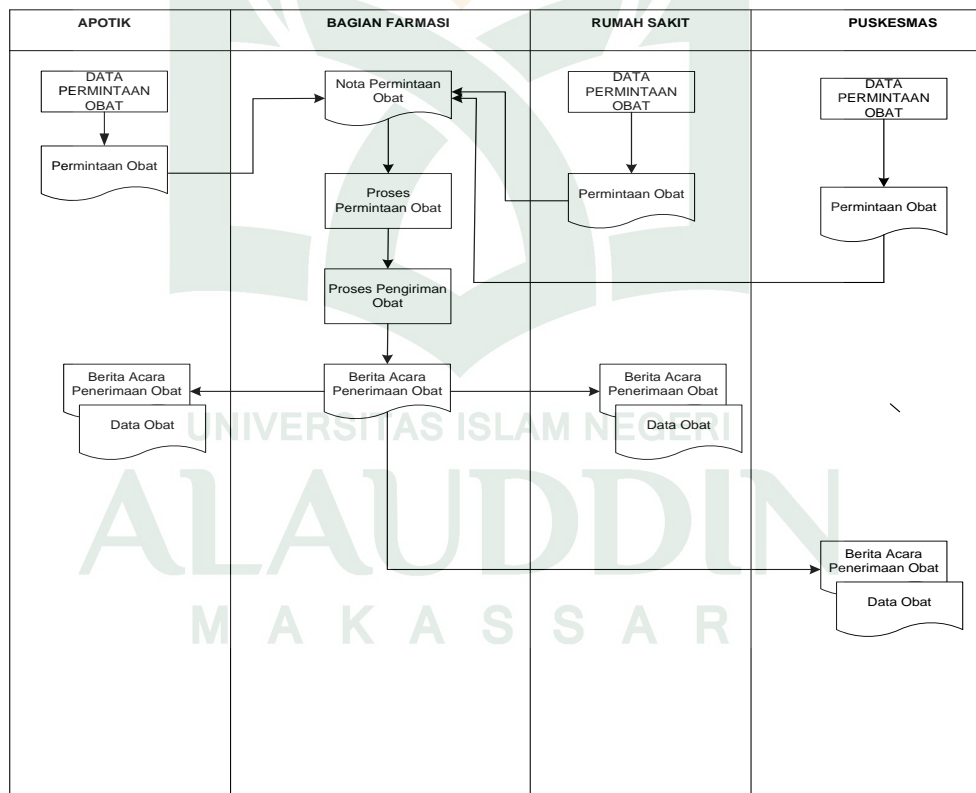 APOTIK
BAGIAN FARMASI
RUMAH SAKIT
PUSKESMAS
DATA
PERMINTAAN
OBAT
Nota Permintaan
Obat
DATA
PERMINTAAN
OBAT
DATA
PERMINTAAN
OBAT
Permintaan Obat
Proses
Permintaan Obat
Permintaan Obat
Permintaan Obat
Proses Pengiriman
Obat
Berita Acara
Penerimaan Obat
Data Obat
Berita Acara
Penerimaan Obat
Berita Acara
Penerimaan Obat
Data Obat
UNIVERSITAS ISLAM NEGERI
ALAUDDIN
MAKASSAR
Berita Acara
Penerimaan Obat
Data Obat